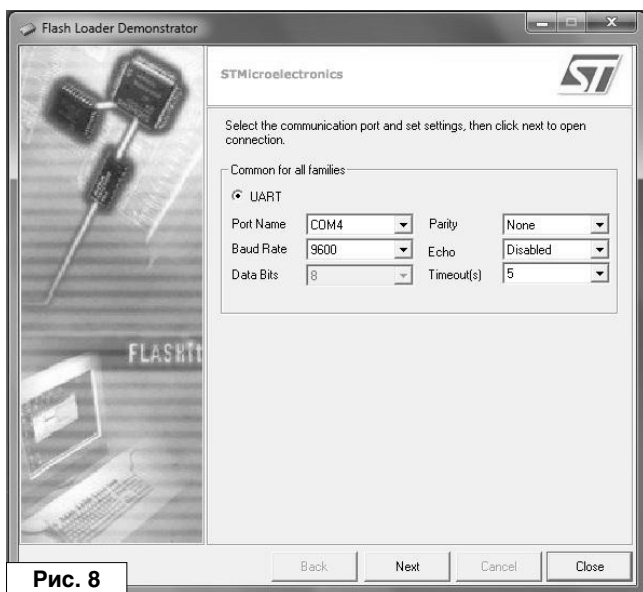 Flash Loader Demonstrator
STMicroelectronics
ST
Select the communication port and set settings, then click next to open
connection.
Common for all families
UART
Port Name COM4 Parity None
Baud Rate 9600 Echo Disabled
Data Bits 8 Timeout(s) 5
FLASHit
Back Next Cancel Close
Рис. 8